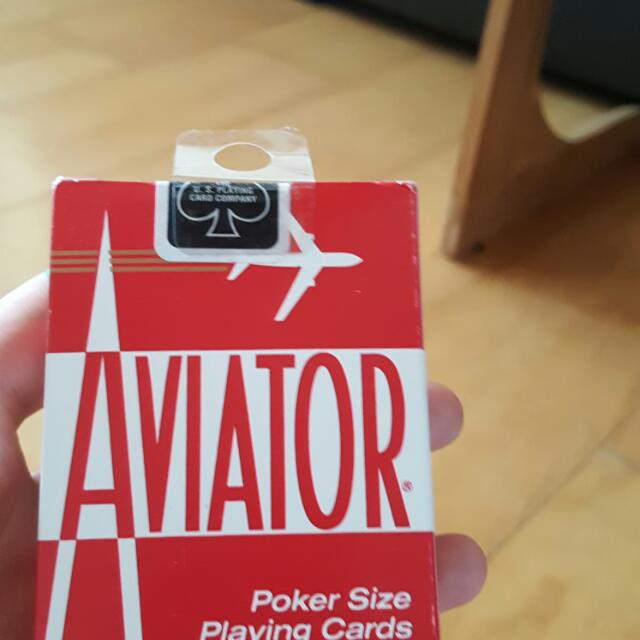 U. S. PLAYING
CARD COMPANY
AVIATOR®
Poker Size
Playing Cards